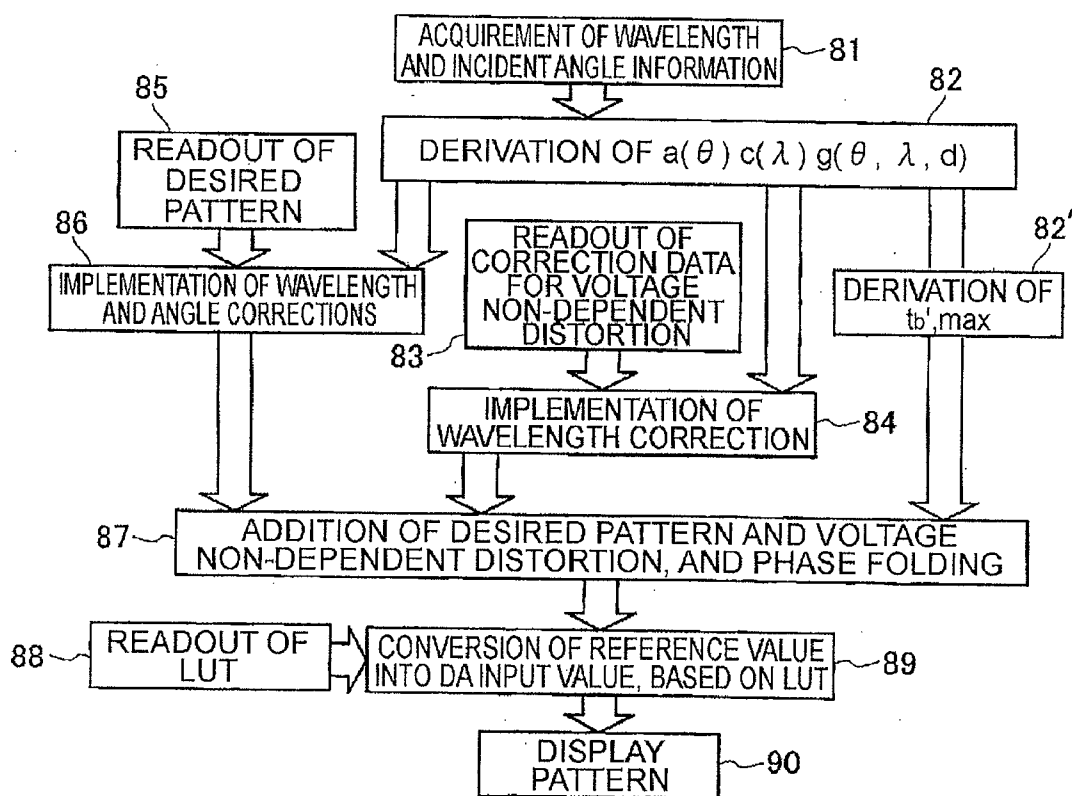 ACQUIREMENT OF WAVELENGTH
AND INCIDENT ANGLE INFORMATION
81
85
82
READOUT OF
DESIRED
PATTERN
DERIVATION OF a(θ) c(λ) g(θ, λ, d)
86
IMPLEMENTATION OF WAVELENGTH
AND ANGLE CORRECTIONS
READOUT OF
CORRECTION DATA
FOR VOLTAGE
NON-DEPENDENT
DISTORTION
83
82'
DERIVATION OF
tb',max
IMPLEMENTATION OF
WAVELENGTH CORRECTION
84
87
ADDITION OF DESIRED PATTERN AND VOLTAGE
NON-DEPENDENT DISTORTION, AND PHASE FOLDING
88
READOUT OF
LUT
CONVERSION OF REFERENCE VALUE
INTO DA INPUT VALUE, BASED ON LUT
89
DISPLAY
PATTERN
90